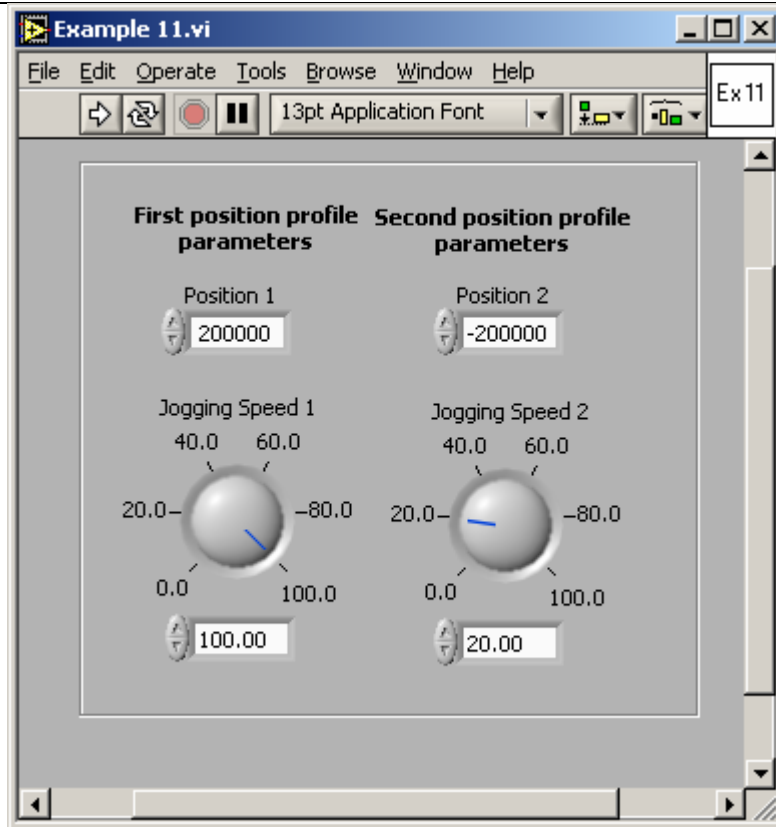 Example 11.vi
File Edit Operate Tools Browse Window Help
Ex11
13pt Application Font
First position profile
parameters
Second position profile
parameters
Position 1
200000
Position 2
-200000
Jogging Speed 1
40.0 60.0
20.0 80.0
0.0 100.0
100.00
Jogging Speed 2
40.0 60.0
20.0 80.0
0.0 100.0
20.00